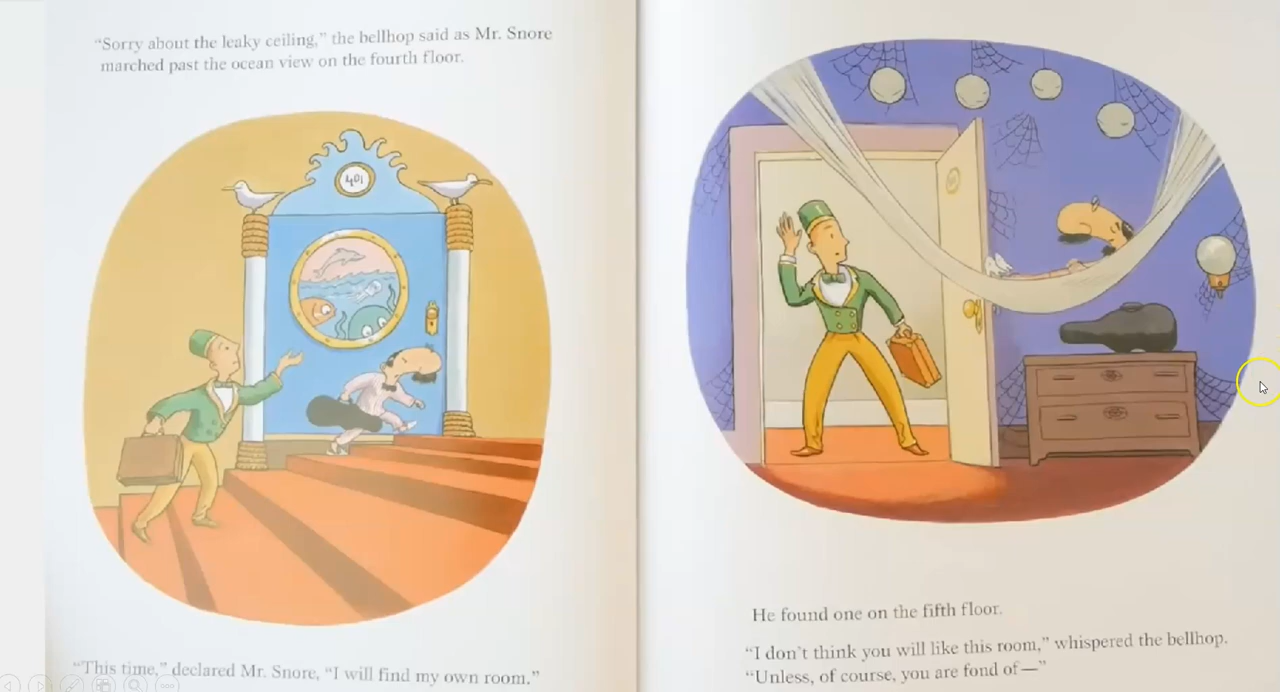 “Sorry about the leaky ceiling,” the bellhop said as Mr. Snore
marched past the ocean view on the fourth floor.
401
“This time,” declared Mr. Snore, “I will find my own room.”
He found one on the fifth floor.
“I don’t think you will like this room,” whispered the bellhop.
“Unless, of course, you are fond of—”